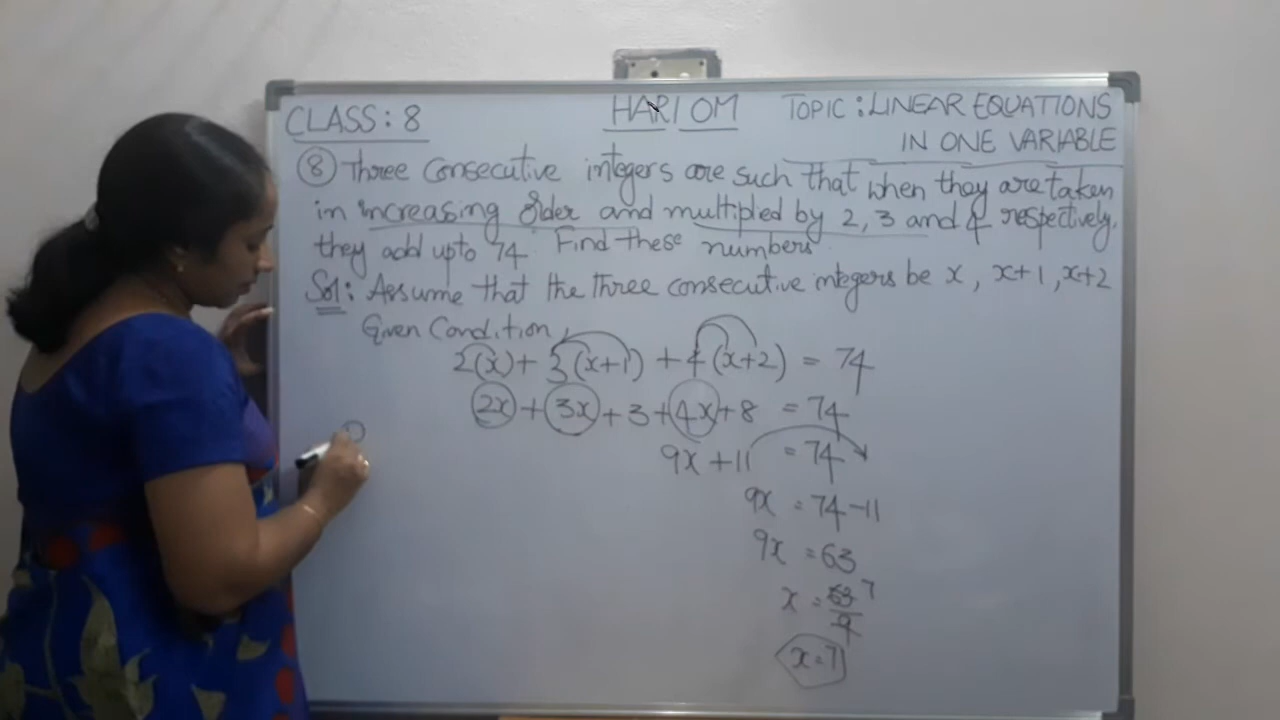 CLASS: 8
HARI OM
TOPIC: LINEAR EQUATIONS
IN ONE VARIABLE
⑧ Three Consecutive integers are such that when they are taken
in increasing Order and multiplied by 2, 3 and 4 respectively,
they add upto 74. Find these numbers
Sol: Assume that the three consecutive integers be x, x+1, x+2
Given Condition,
2(x) + 3(x+1) + 4(x+2) = 74
2x + 3x + 3 + 4x + 8 = 74
9x + 11 = 74
9x = 74 - 11
9x = 63
x = 63 7
9
x = 7